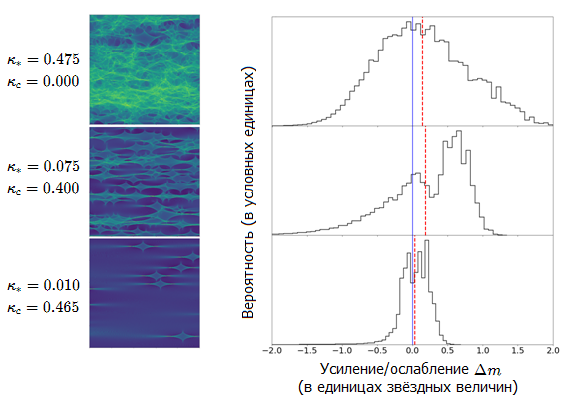 κ* = 0.475
κc = 0.000
κ* = 0.075
κc = 0.400
κ* = 0.010
κc = 0.465
Вероятность (в условных единицах)
−2.0 −1.5 −1.0 −0.5 0.0 0.5 1.0 1.5 2.0
Усиление/ослабление Δm
(в единицах звёздных величин)